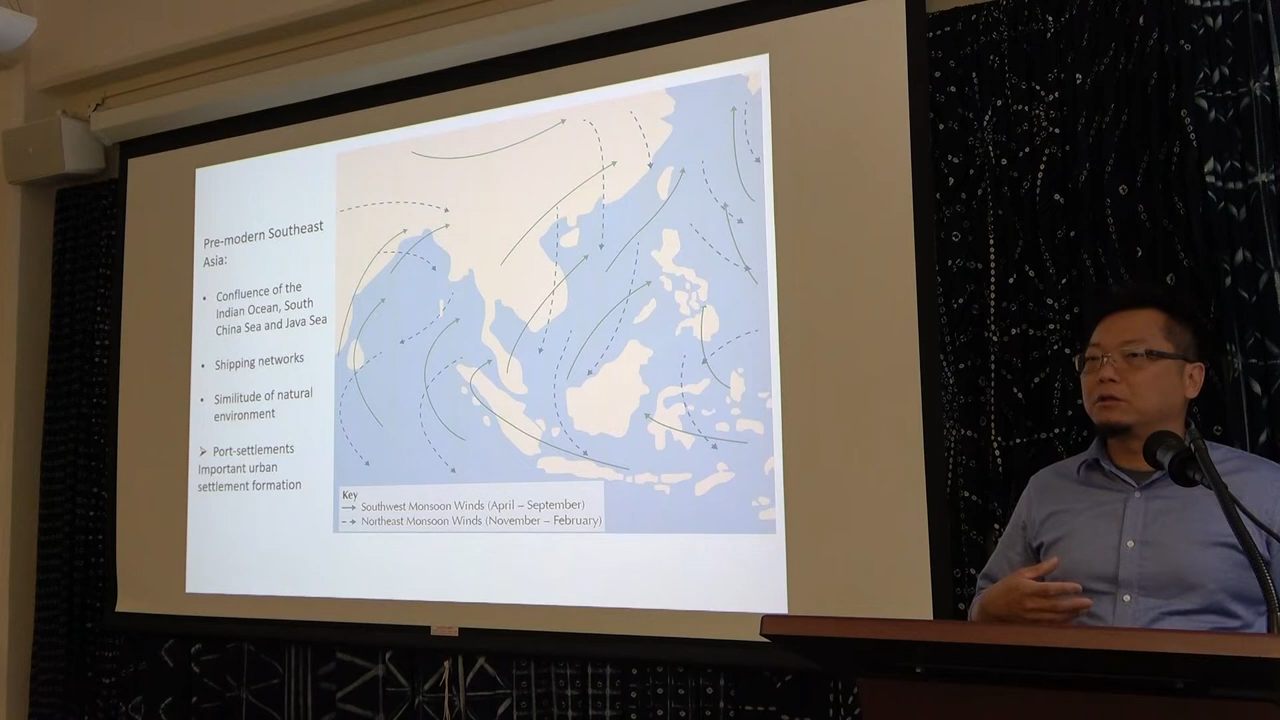 Pre-modern Southeast
Asia:
• Confluence of the
Indian Ocean, South
China Sea and Java Sea
• Shipping networks
• Similitude of natural
environment
➢ Port-settlements
Important urban
settlement formation
Key
Southwest Monsoon Winds (April – September)
Northeast Monsoon Winds (November – February)